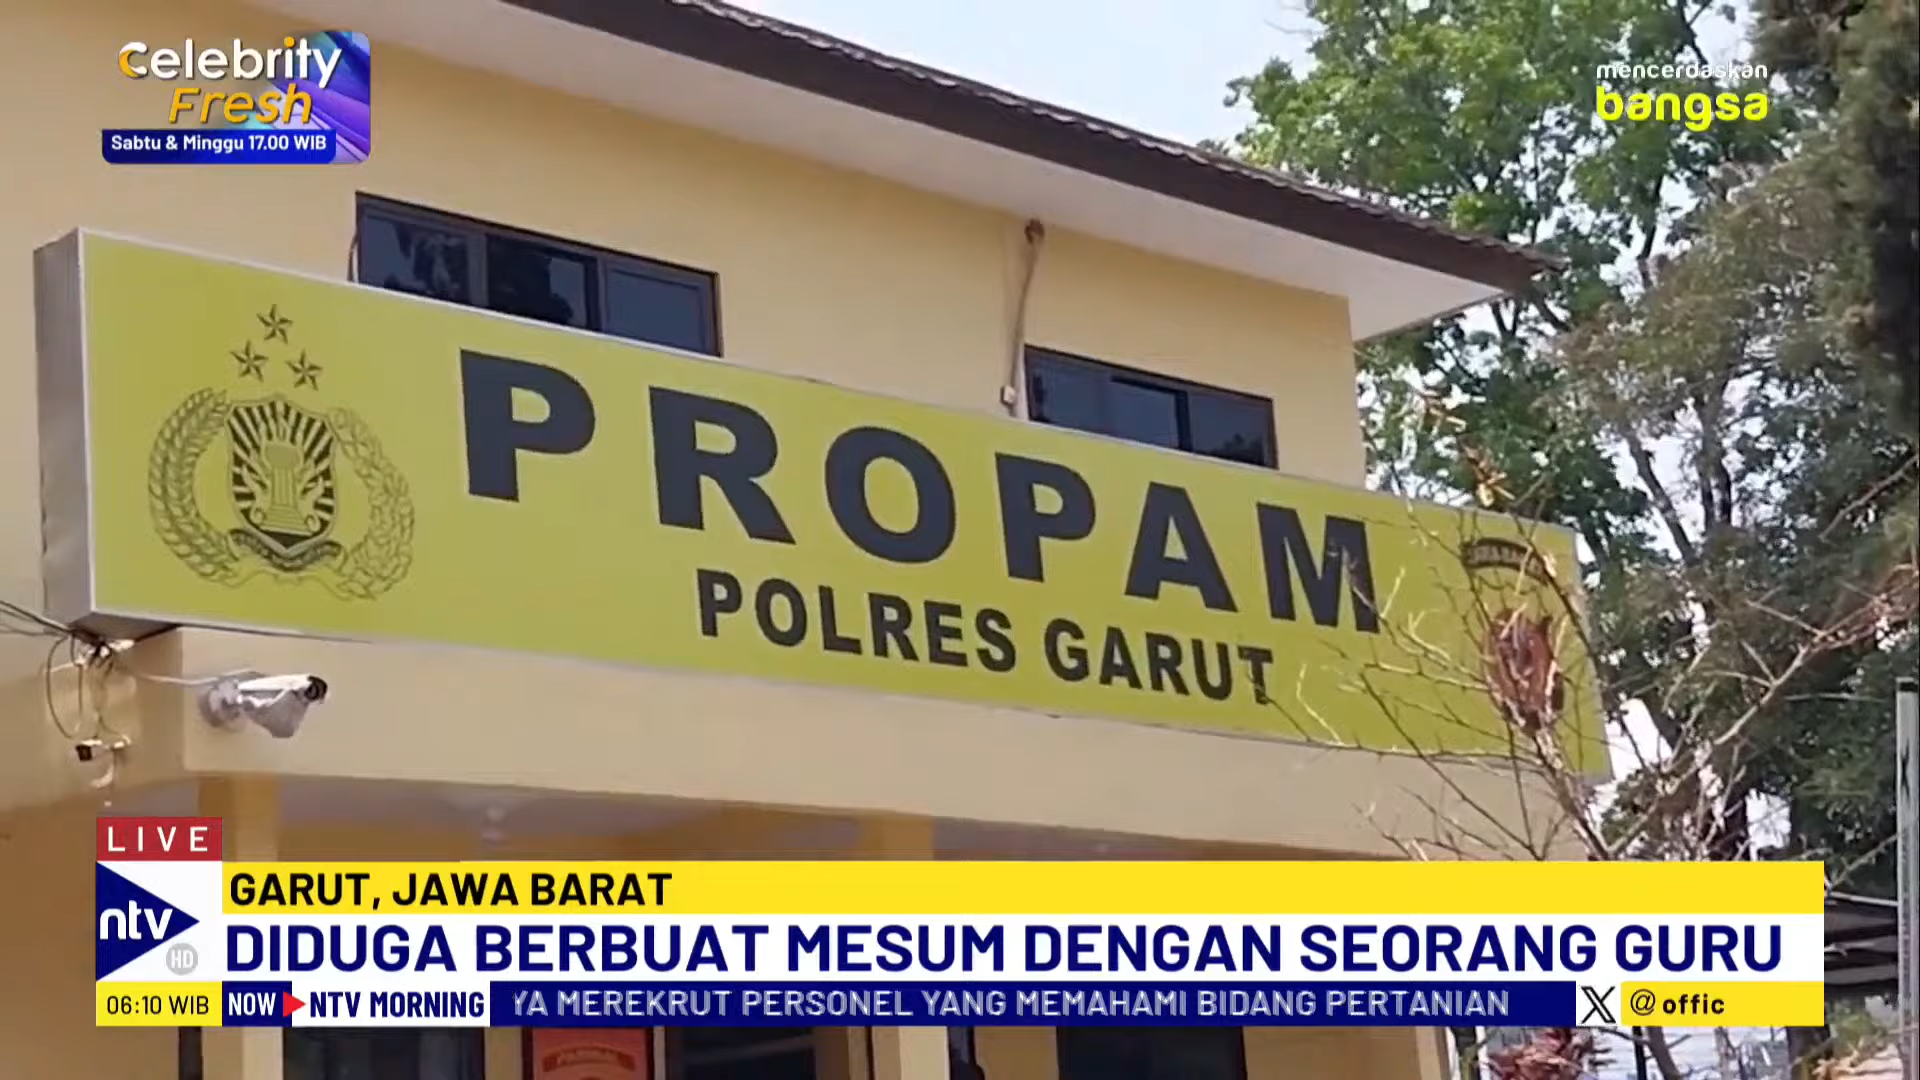 Celebrity
Fresh
Sabtu & Minggu 17.00 WIB
mencerdaskan
bangsa
PROPAM
POLRES GARUT
LIVE
GARUT, JAWA BARAT
ntv
HD
DIDUGA BERBUAT MESUM DENGAN SEORANG GURU
06:10 WIB
NOW
NTV MORNING
YA MEREKRUT PERSONEL YANG MEMAHAMI BIDANG PERTANIAN
X @offic